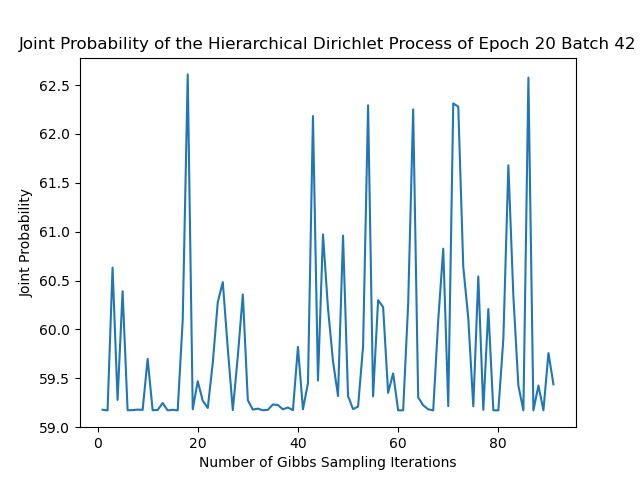 Joint Probability of the Hierarchical Dirichlet Process of Epoch 20 Batch 42
62.5
62.0
61.5
61.0
60.5
60.0
59.5
59.0
Joint Probability
0 20 40 60 80
Number of Gibbs Sampling Iterations